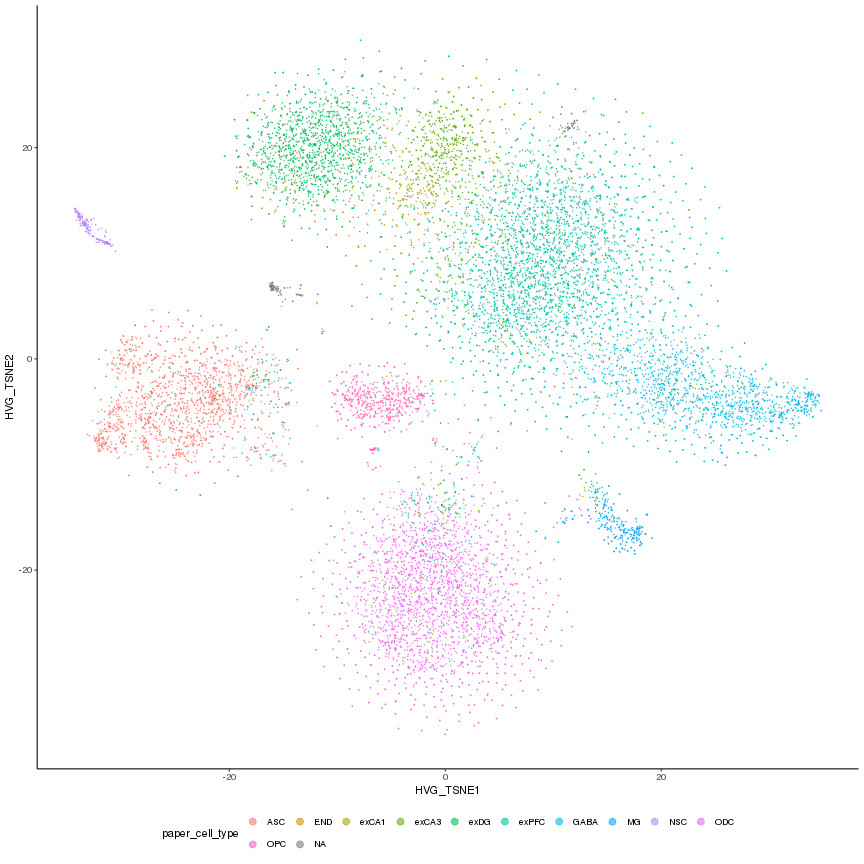 20
0
-20
HVG_TSNE2
-20
0
20
HVG_TSNE1
paper_cell_type
ASC
END
exCA1
exCA3
exDG
exPFC
GABA
MG
NSC
ODC
OPC
NA